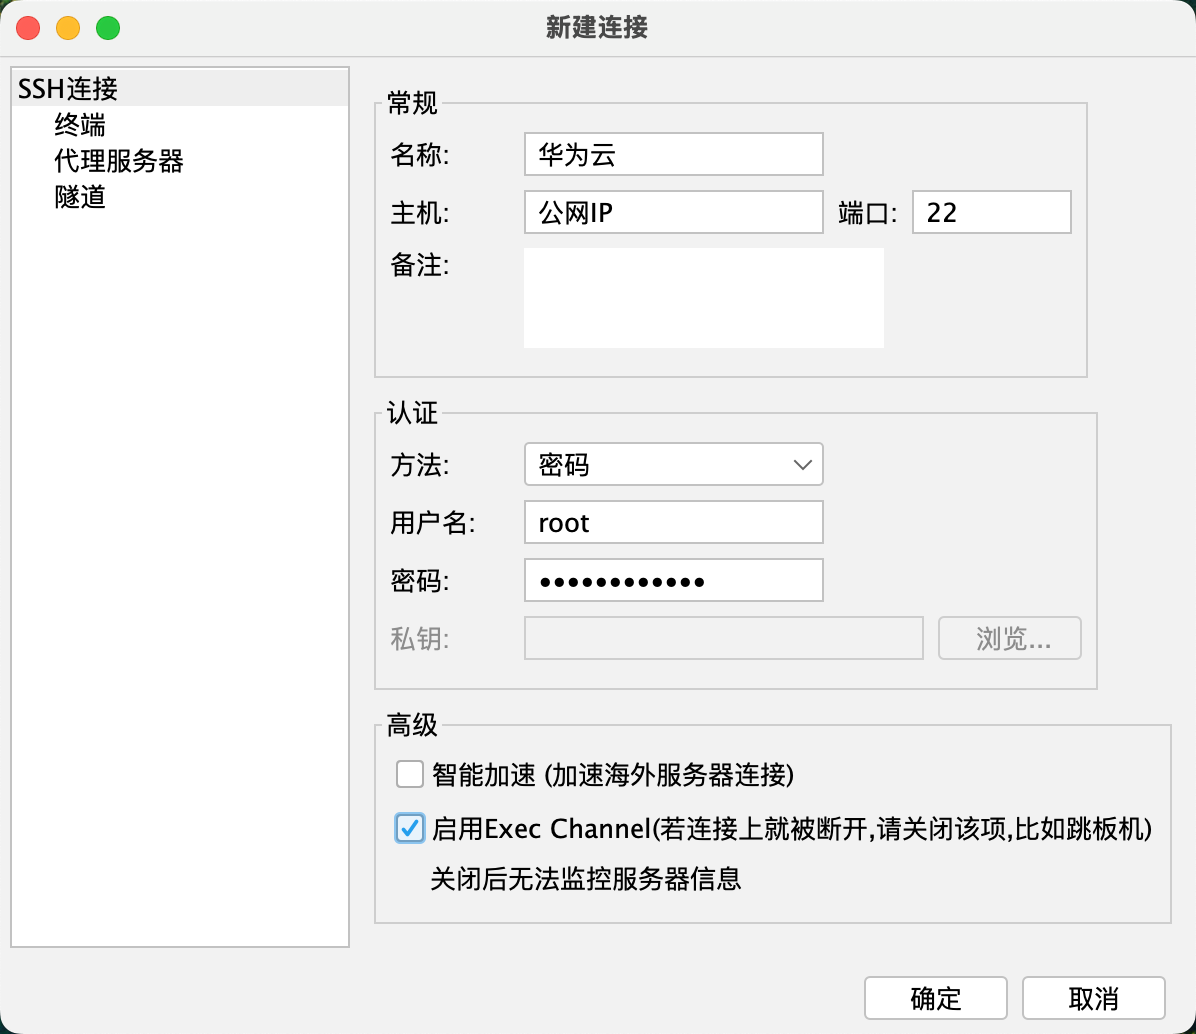 新建连接
SSH连接
终端
代理服务器
隧道
常规
名称: 华为云
主机: 公网IP 端口: 22
备注:
认证
方法: 密码
用户名: root
密码: ••••••••••••
私钥: 浏览...
高级
智能加速 (加速海外服务器连接)
启用Exec Channel(若连接上就被断开,请关闭该项,比如跳板机)
关闭后无法监控服务器信息
确定 取消